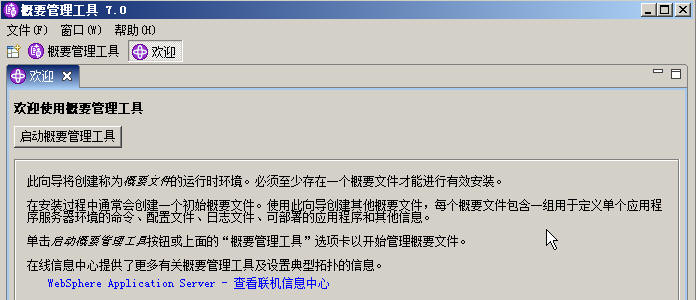 概要管理工具 7.0
文件(F) 窗口(W) 帮助(H)
概要管理工具 欢迎
欢迎
欢迎使用概要管理工具
启动概要管理工具
此向导将创建称为概要文件的运行时环境。必须至少存在一个概要文件才能进行有效安装。
在安装过程中通常会创建一个初始概要文件。使用此向导创建其他概要文件，每个概要文件包含一组用于定义单个应用程
序服务器环境的命令、配置文件、日志文件、可部署的应用程序和其他信息。
单击启动概要管理工具按钮或上面的“概要管理工具”选项卡以开始管理概要文件。
在线信息中心提供了更多有关概要管理工具及设置典型拓扑的信息。
WebSphere Application Server - 查看联机信息中心